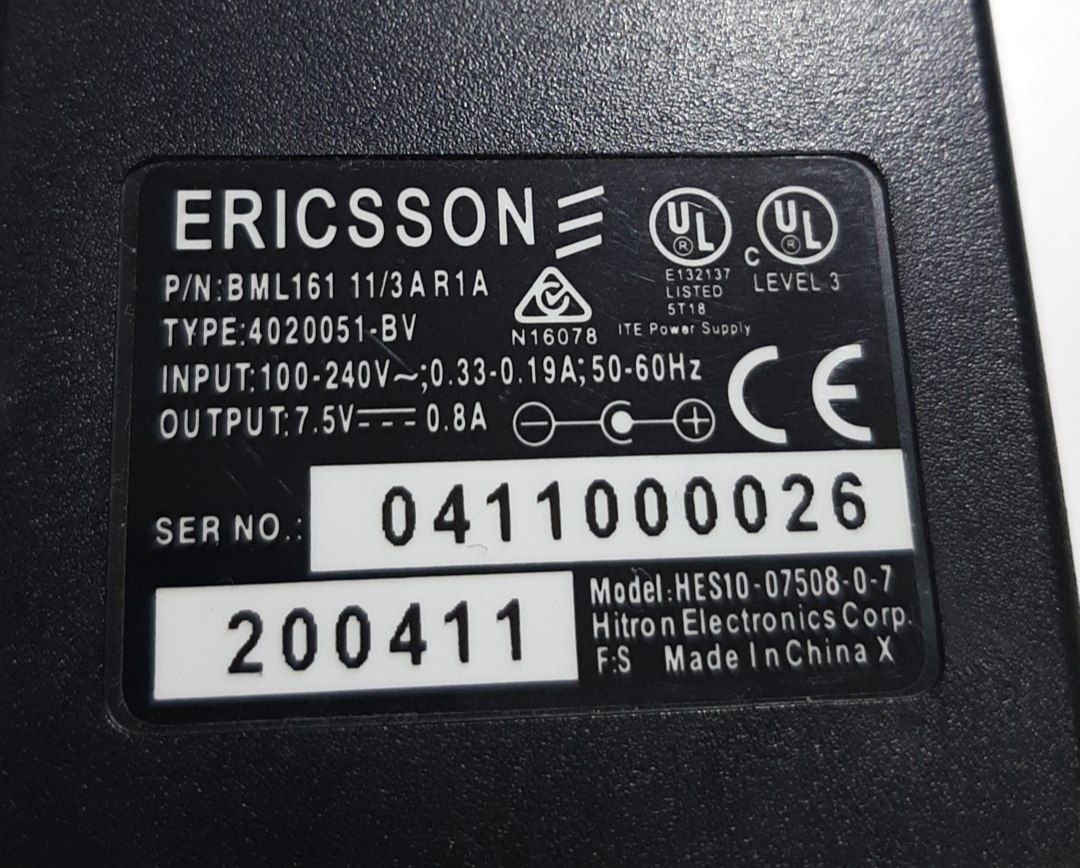 ERICSSON
UL ®
C UL ®
P/N:BML161 11/3A R1A
E132137
LISTED
5T18
LEVEL 3
TYPE:4020051-BV
N16078
ITE Power Supply
INPUT:100-240V~;0.33-0.19A;50-60Hz
OUTPUT:7.5V⎓0.8A
- +
CE
SER NO.: 0411000026
200411
Model:HES10-07508-0-7
Hitron Electronics Corp.
F:S Made In China X